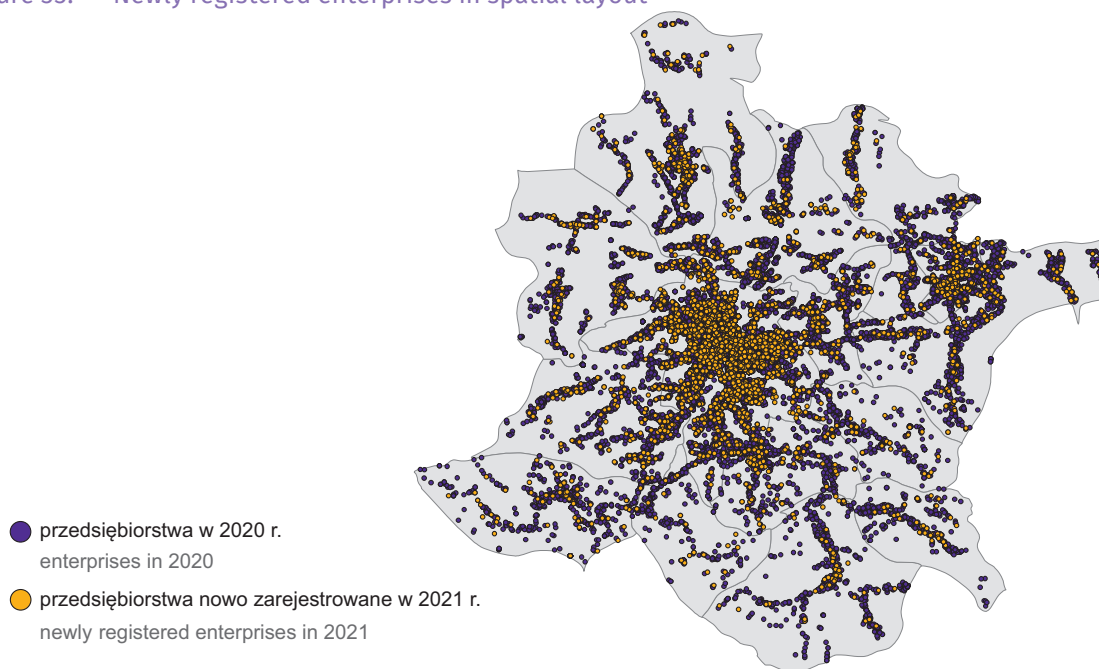 Newly registered enterprises in spatial layout
przedsiębiorstwa w 2020 r.
enterprises in 2020
przedsiębiorstwa nowo zarejestrowane w 2021 r.
newly registered enterprises in 2021